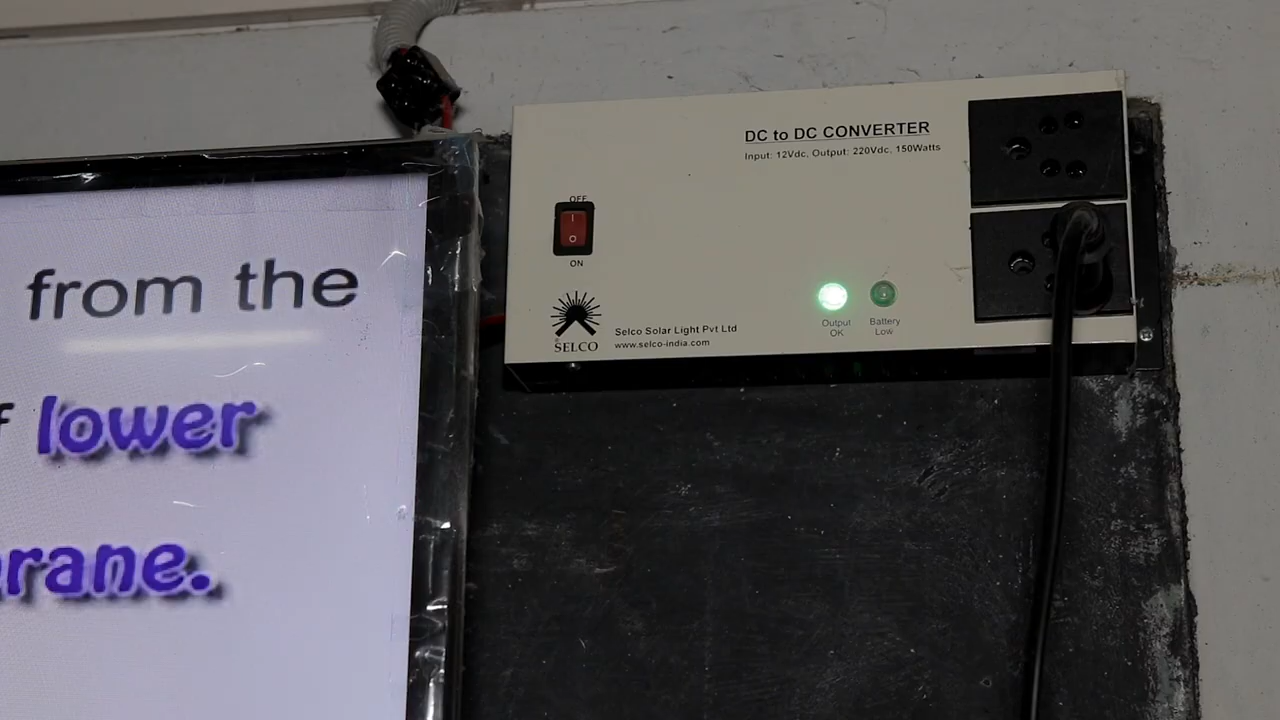 from the
lower
rane.
DC to DC CONVERTER
Input: 12Vdc, Output: 220Vdc, 150Watts
OFF
I
O
ON
SELCO
Selco Solar Light Pvt Ltd
www.selco-india.com
Output
OK
Battery
Low